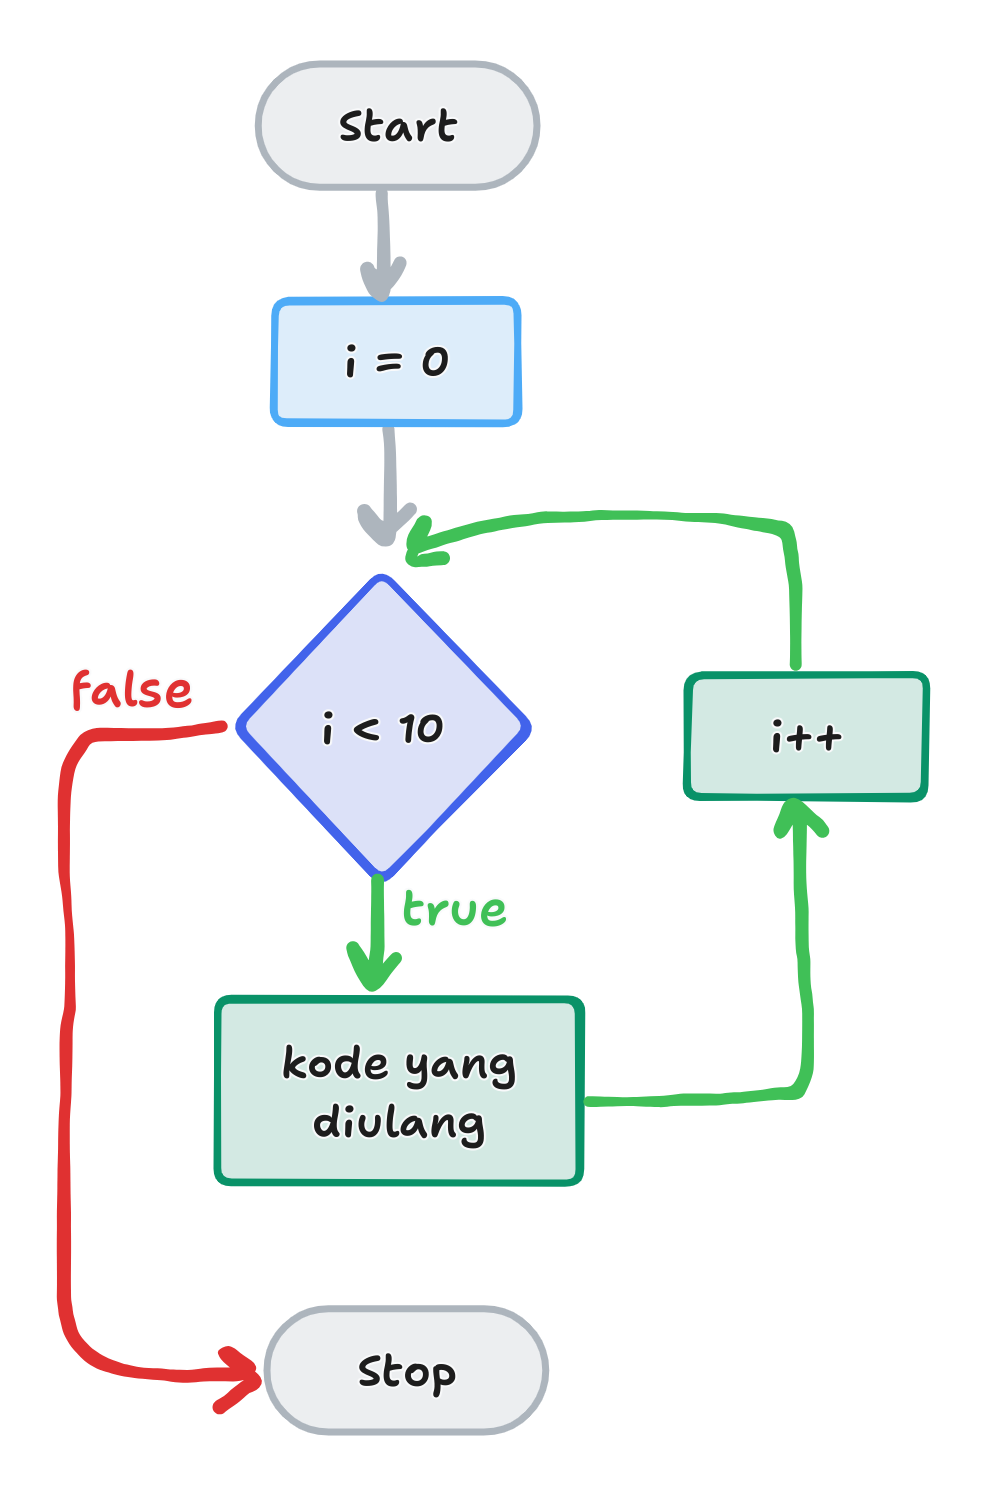 Start
i = 0
false
i < 10
i++
true
kode yang
diulang
Stop